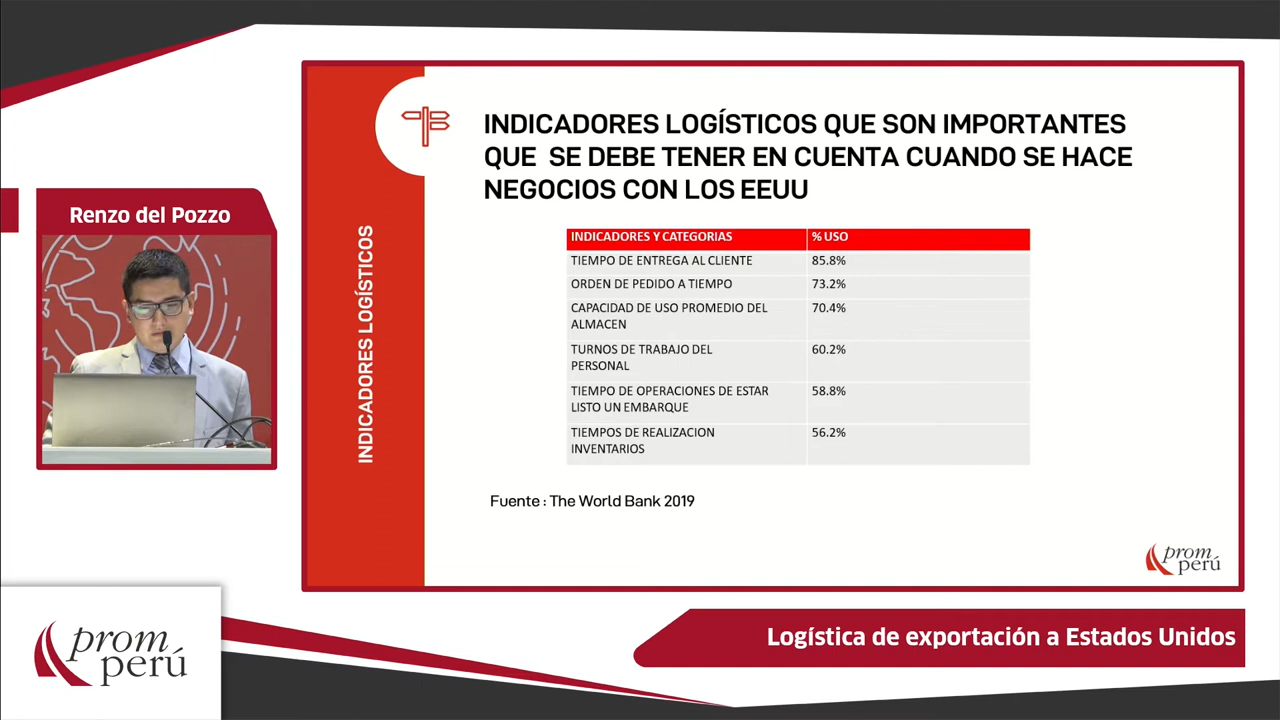 Renzo del Pozzo
INDICADORES LOGÍSTICOS
INDICADORES LOGÍSTICOS QUE SON IMPORTANTES
QUE SE DEBE TENER EN CUENTA CUANDO SE HACE
NEGOCIOS CON LOS EEUU
INDICADORES Y CATEGORIAS % USO
TIEMPO DE ENTREGA AL CLIENTE 85.8%
ORDEN DE PEDIDO A TIEMPO 73.2%
CAPACIDAD DE USO PROMEDIO DEL 70.4%
ALMACEN
TURNOS DE TRABAJO DEL 60.2%
PERSONAL
TIEMPO DE OPERACIONES DE ESTAR 58.8%
LISTO UN EMBARQUE
TIEMPOS DE REALIZACION 56.2%
INVENTARIOS
Fuente : The World Bank 2019
prom
perú
prom
perú
Logística de exportación a Estados Unidos